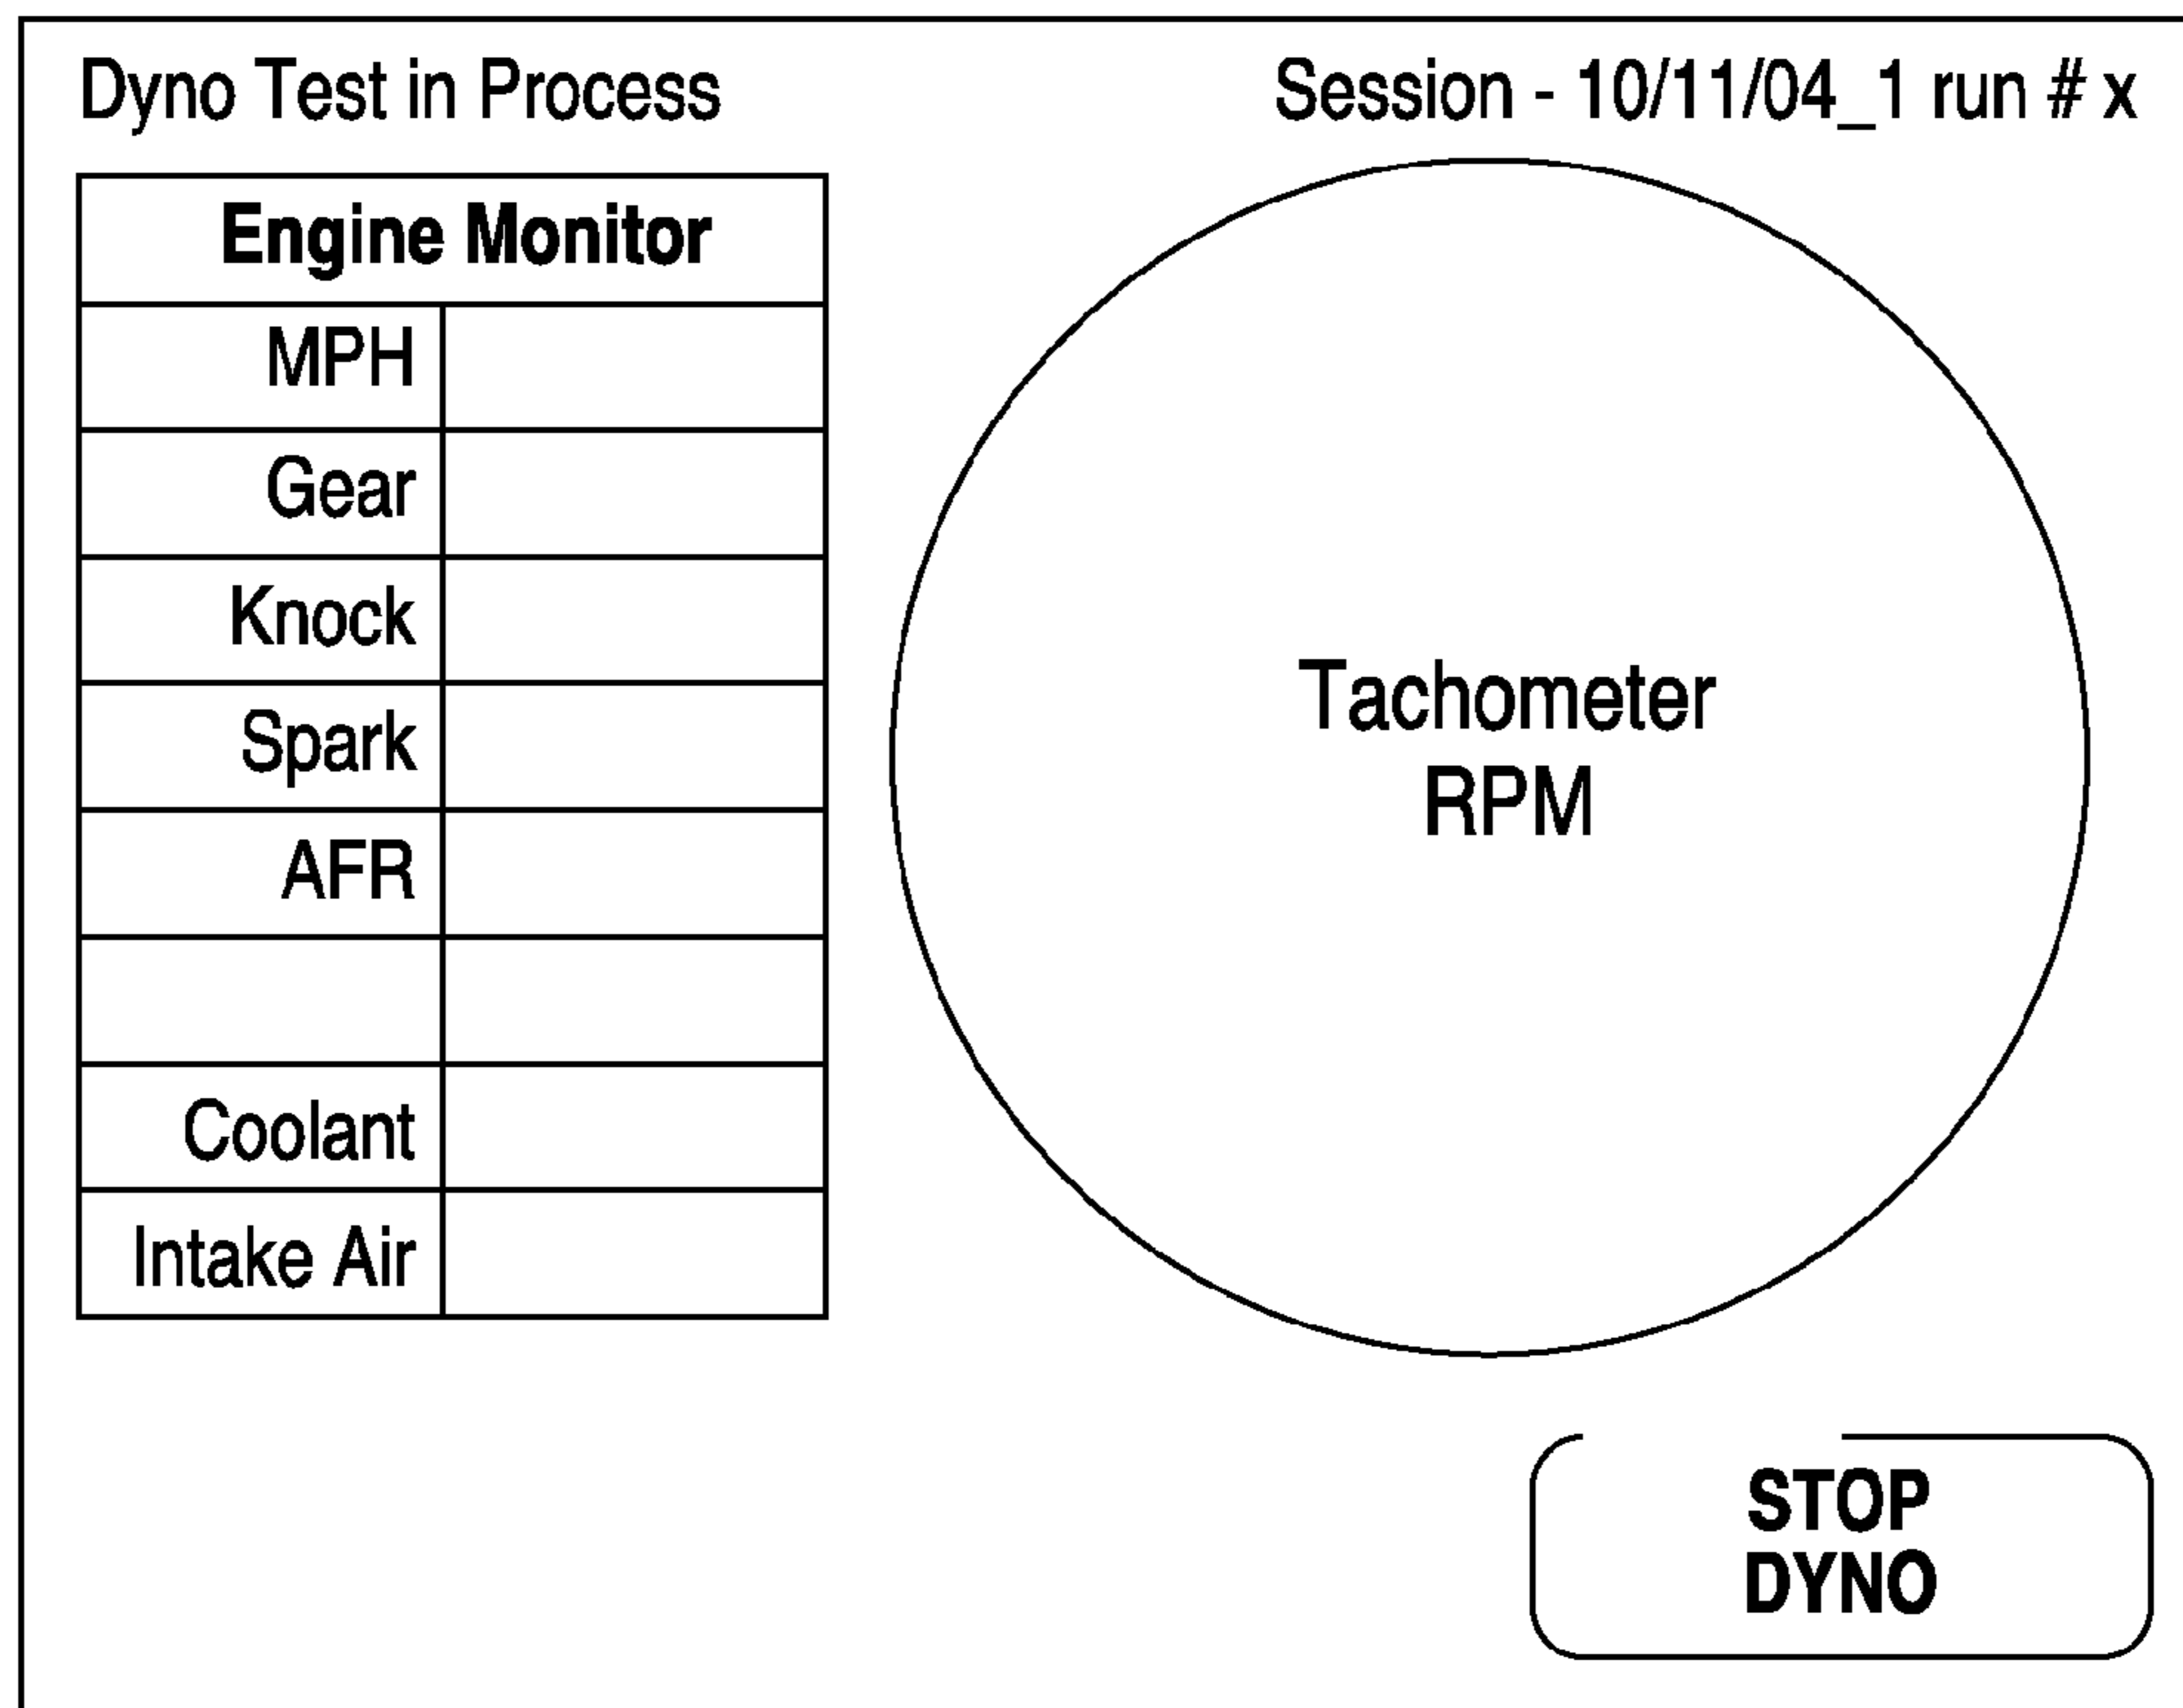 Dyno Test in Process
Session - 10/11/04_1 run # x
Engine Monitor
MPH
Gear
Knock
Spark
AFR
Coolant
Intake Air
Tachometer
RPM
STOP
DYNO